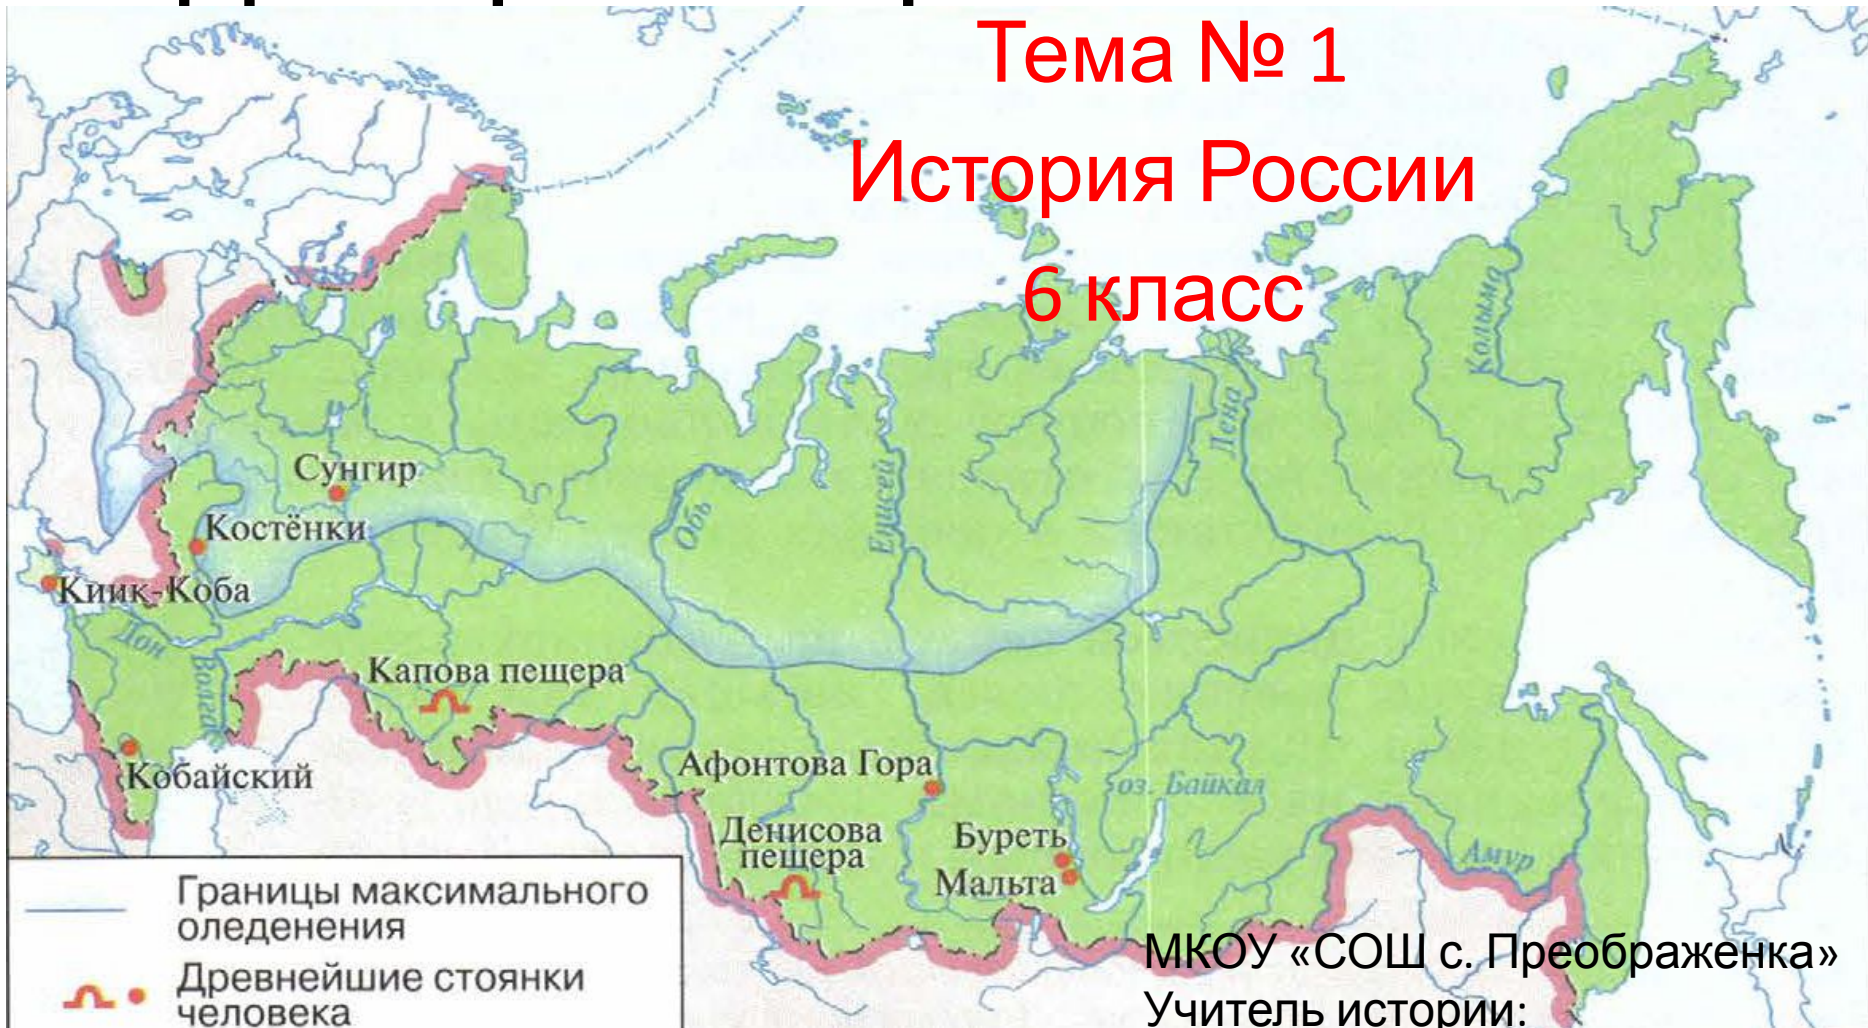 Тема № 1
История России
6 класс
Колыма
Лена
Сунгир
Обь
Енисей
Костёнки
Киик-Коба
Дон
Волга
Капова пещера
Афонтова Гора
Кобайский
оз. Байкал
Денисова
пещера
Буреть
Мальта
Амур
Границы максимального
оледенения
Древнейшие стоянки
человека
МКОУ «СОШ с. Преображенка»
Учитель истории: